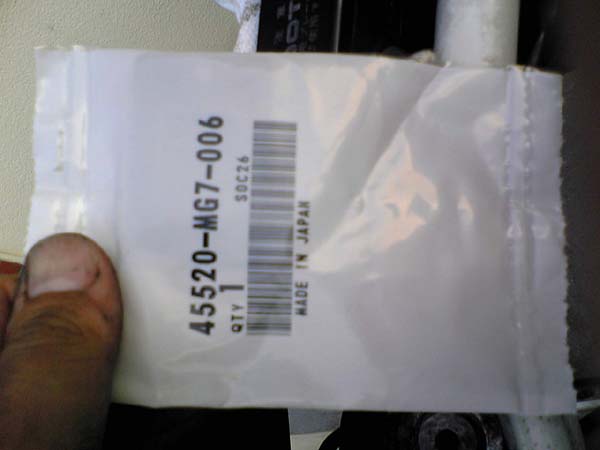 45520-MG7-006
QTY 1 SOC26
MADE IN JAPAN